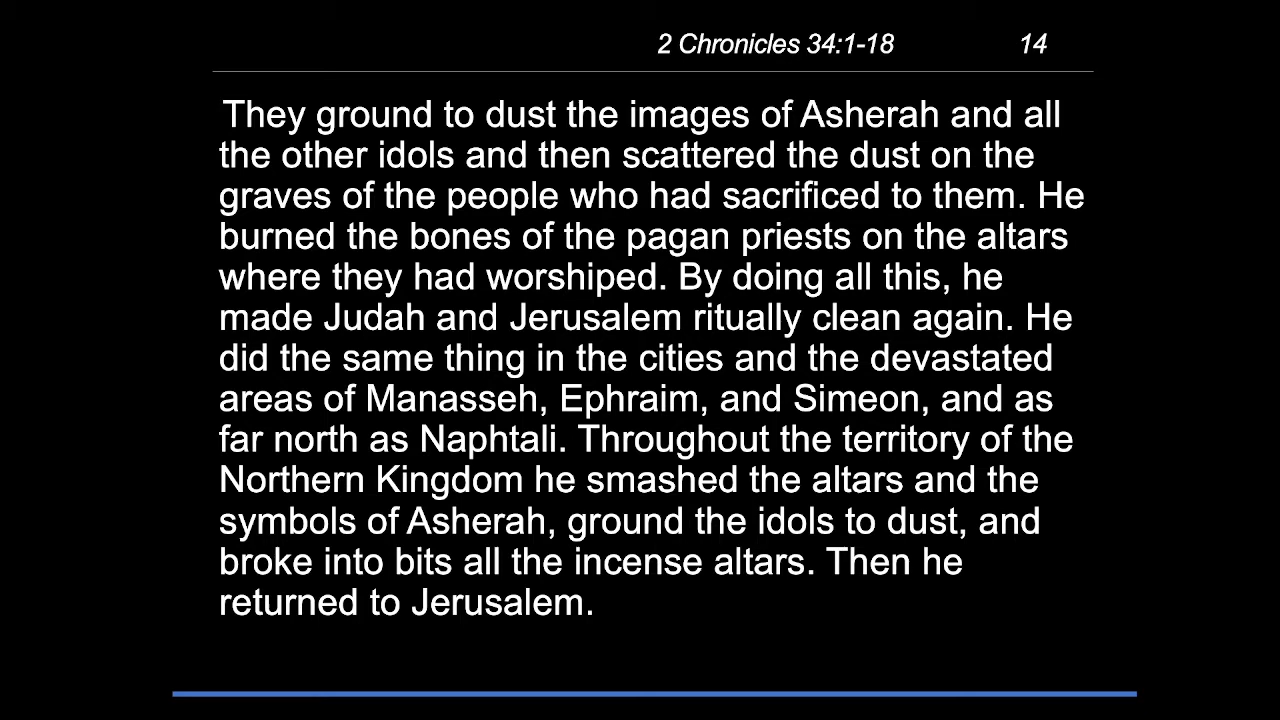 2 Chronicles 34:1-18 14
They ground to dust the images of Asherah and all
the other idols and then scattered the dust on the
graves of the people who had sacrificed to them. He
burned the bones of the pagan priests on the altars
where they had worshiped. By doing all this, he
made Judah and Jerusalem ritually clean again. He
did the same thing in the cities and the devastated
areas of Manasseh, Ephraim, and Simeon, and as
far north as Naphtali. Throughout the territory of the
Northern Kingdom he smashed the altars and the
symbols of Asherah, ground the idols to dust, and
broke into bits all the incense altars. Then he
returned to Jerusalem.